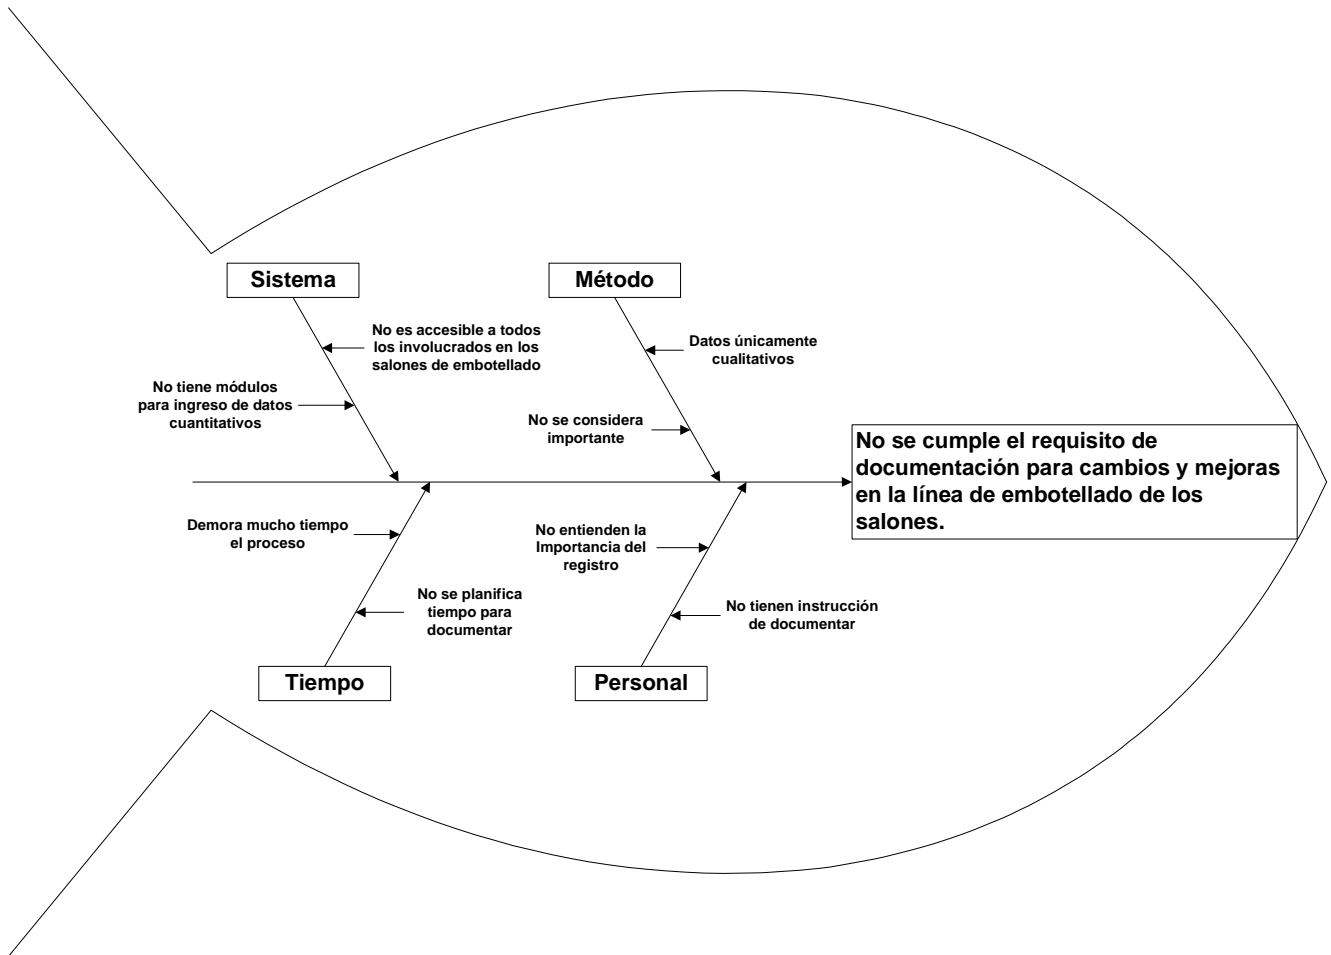 Sistema
Método
No es accesible a todos
los involucrados en los
salones de embotellado
Datos únicamente
cualitativos
No tiene módulos
para ingreso de datos
cuantitativos
No se considera
importante
No se cumple el requisito de
documentación para cambios y mejoras
en la línea de embotellado de los
salones.
Demora mucho tiempo
el proceso
No entienden la
Importancia del
registro
No se planifica
tiempo para
documentar
No tienen instrucción
de documentar
Tiempo
Personal